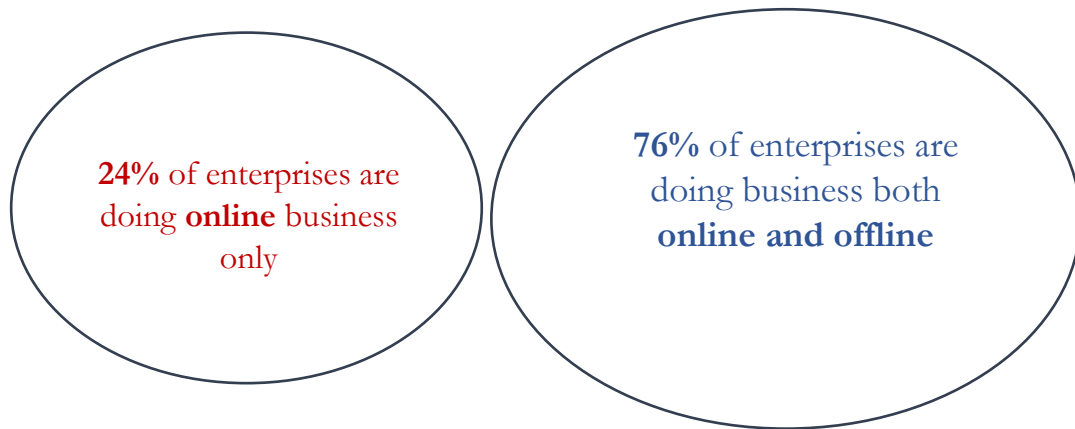 24% of enterprises are
doing online business
only
76% of enterprises are
doing business both
online and offline